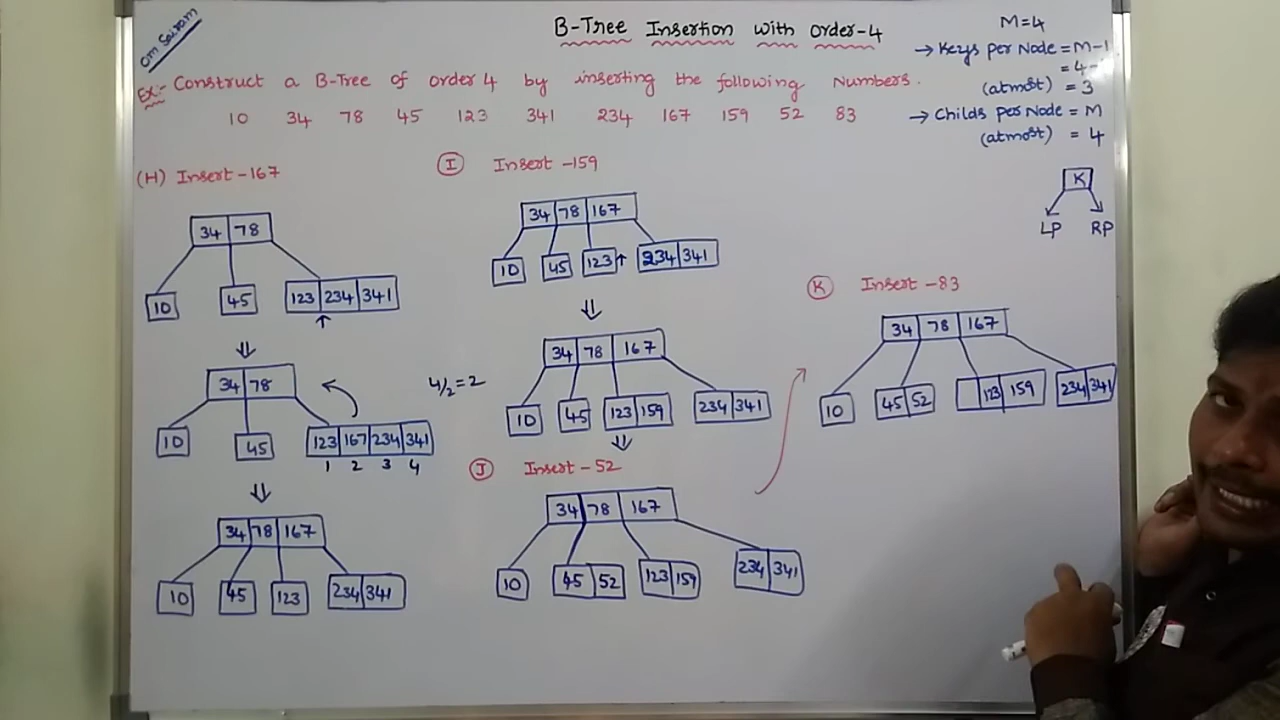 Om Sairam
B-Tree Insertion with Order-4
M=4
→ Keys per Node = M-1
= 4-
(atmost) = 3
→ Childs per Node = M
(atmost) = 4
Ex:- Construct a B-Tree of order 4 by inserting the following Numbers.
10 34 78 45 123 341 234 167 159 52 83
K
LP RP
(H) Insert-167
34 78
10 45 123 234 341
↑
⇓
34 78
10 45 123 167 234 341
1 2 3 4
4/2=2
⇓
34 78 167
10 45 123 234 341
I Insert-159
34 78 167
10 45 123↑ 234 341
⇓
34 78 167
10 45 123 159 234 341
⇓
J Insert-52
34 78 167
10 45 52 123 159 234 341
K Insert-83
34 78 167
10 45 52 123 159 234 341